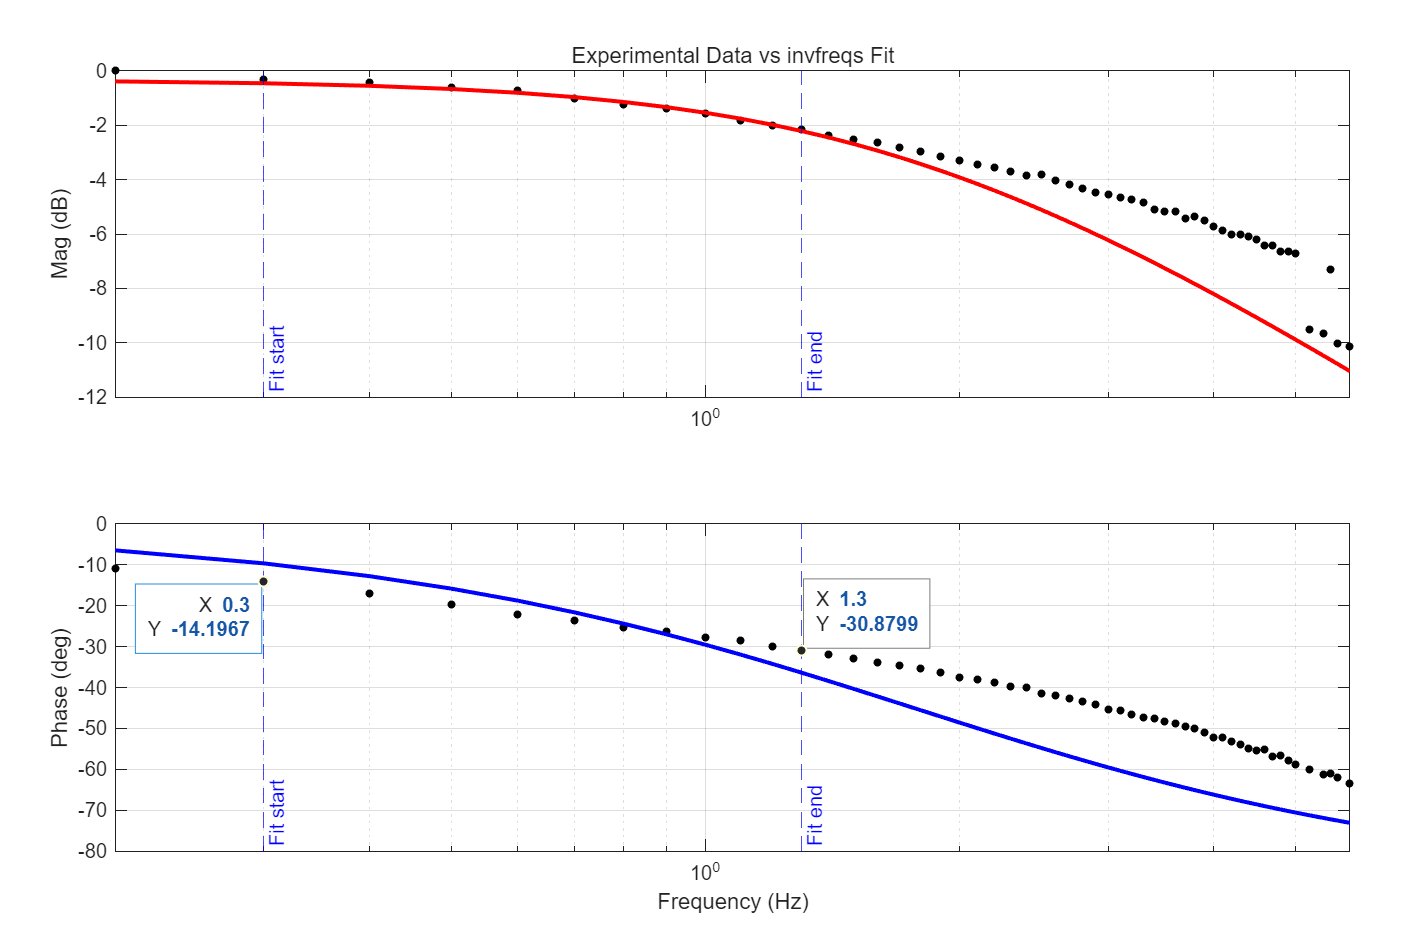 Experimental Data vs invfreqs Fit
0
-2
-4
-6
-8
-10
-12
Mag (dB)
Fit start
Fit end
10^0
0
-10
-20
-30
-40
-50
-60
-70
-80
Phase (deg)
X 0.3
Y -14.1967
X 1.3
Y -30.8799
Fit start
Fit end
10^0
Frequency (Hz)